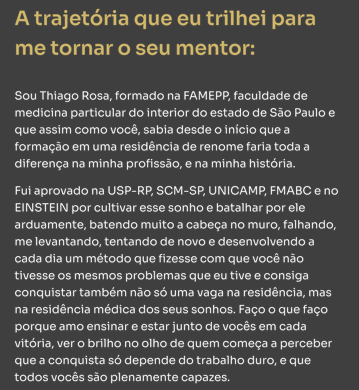 A trajetória que eu trilhei para
me tornar o seu mentor:
Sou Thiago Rosa, formado na FAMEPP, faculdade de
medicina particular do interior do estado de São Paulo e
que assim como você, sabia desde o início que a
formação em uma residência de renome faria toda a
diferença na minha profissão, e na minha história.
Fui aprovado na USP-RP, SCM-SP, UNICAMP, FMABC e no
EINSTEIN por cultivar esse sonho e batalhar por ele
arduamente, batendo muito a cabeça no muro, falhando,
me levantando, tentando de novo e desenvolvendo a
cada dia um método que fizesse com que você não
tivesse os mesmos problemas que eu tive e consiga
conquistar também não só uma vaga na residência, mas
na residência médica dos seus sonhos. Faço o que faço
porque amo ensinar e estar junto de vocês em cada
vitória, ver o brilho no olho de quem começa a perceber
que a conquista só depende do trabalho duro, e que
todos vocês são plenamente capazes.